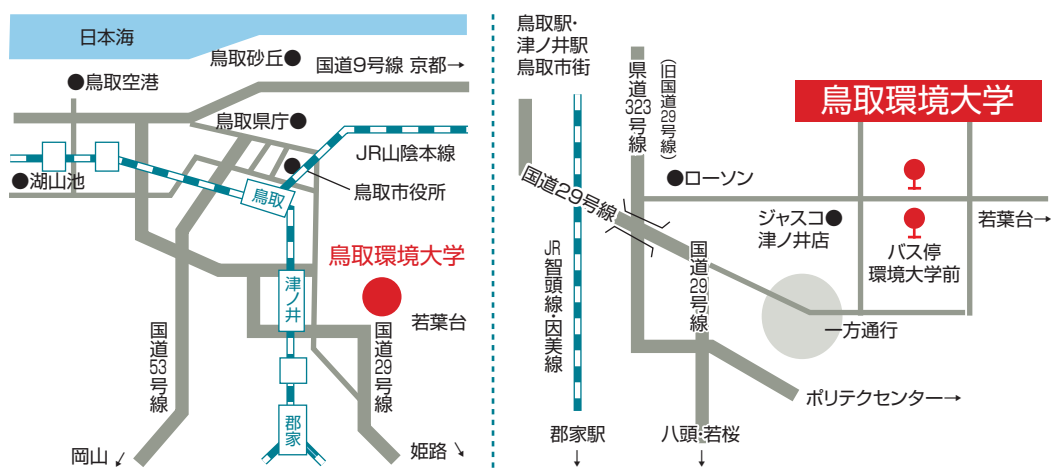 日本海
鳥取砂丘
国道9号線 京都→
鳥取空港
鳥取県庁
JR山陰本線
湖山池
鳥取
鳥取市役所
鳥取環境大学
津ノ井
若葉台
国道53号線
国道29号線
郡家
岡山
姫路
鳥取駅・
津ノ井駅
鳥取市街
県道323号線
(旧国道29号線)
鳥取環境大学
国道29号線
ローソン
ジャスコ
津ノ井店
若葉台→
バス停
環境大学前
国道29号線
JR智頭線・因美線
一方通行
ポリテクセンター→
郡家駅
八頭・若桜